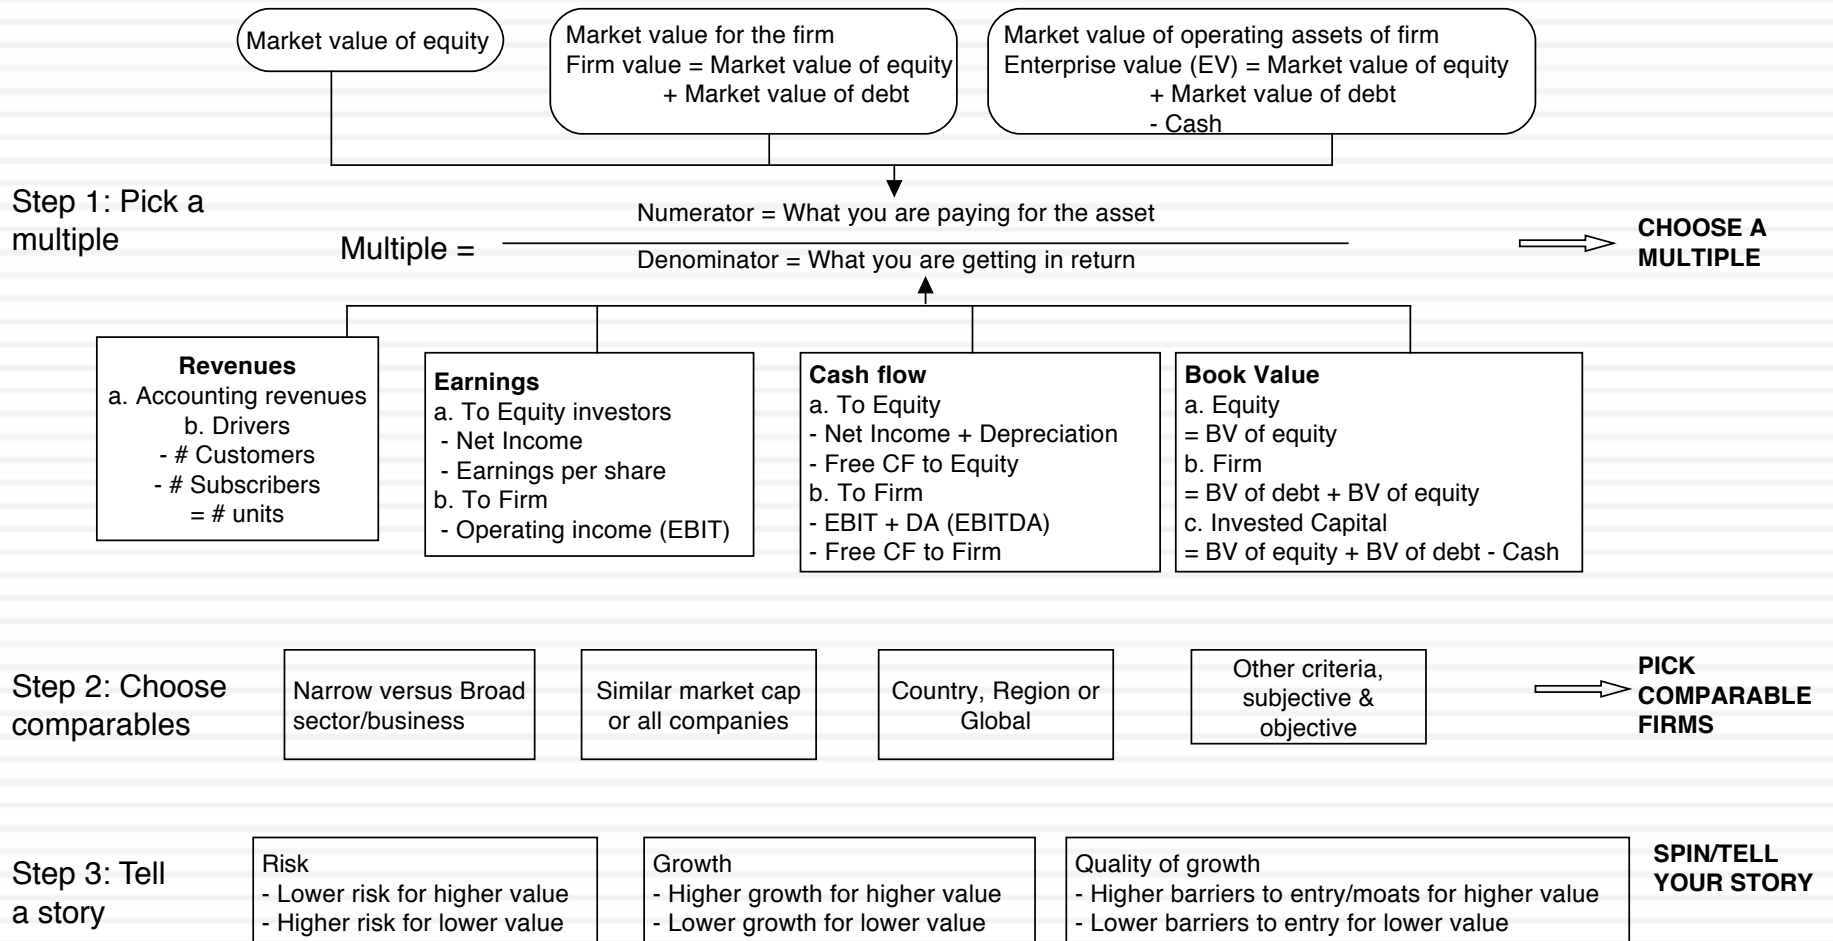 Market value of equity
Market value for the firm
Firm value = Market value of equity
+ Market value of debt
Market value of operating assets of firm
Enterprise value (EV) = Market value of equity
+ Market value of debt
- Cash
Step 1: Pick a
multiple
Multiple =
Numerator = What you are paying for the asset
Denominator = What you are getting in return
CHOOSE A
MULTIPLE
Revenues
a. Accounting revenues
b. Drivers
- # Customers
- # Subscribers
= # units
Earnings
a. To Equity investors
- Net Income
- Earnings per share
b. To Firm
- Operating income (EBIT)
Cash flow
a. To Equity
- Net Income + Depreciation
- Free CF to Equity
b. To Firm
- EBIT + DA (EBITDA)
- Free CF to Firm
Book Value
a. Equity
= BV of equity
b. Firm
= BV of debt + BV of equity
c. Invested Capital
= BV of equity + BV of debt - Cash
Step 2: Choose
comparables
Narrow versus Broad
sector/business
Similar market cap
or all companies
Country, Region or
Global
Other criteria,
subjective &
objective
PICK
COMPARABLE
FIRMS
Step 3: Tell
a story
Risk
- Lower risk for higher value
- Higher risk for lower value
Growth
- Higher growth for higher value
- Lower growth for lower value
Quality of growth
- Higher barriers to entry/moats for higher value
- Lower barriers to entry for lower value
SPIN/TELL
YOUR STORY